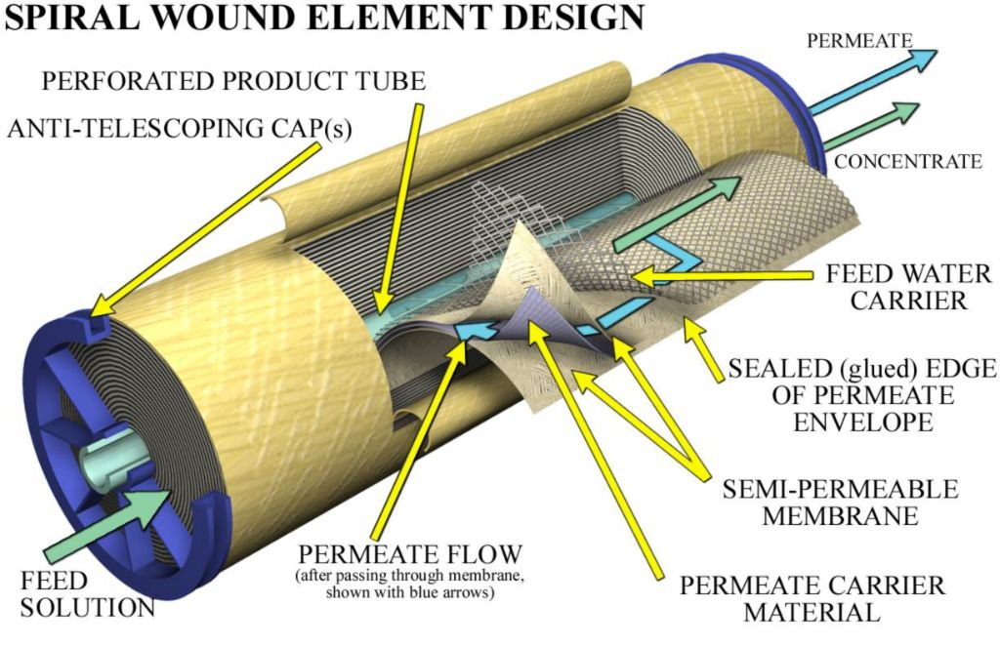 SPIRAL WOUND ELEMENT DESIGN
PERMEATE
PERFORATED PRODUCT TUBE
ANTI-TELESCOPING CAP(s)
CONCENTRATE
FEED WATER
CARRIER
SEALED (glued) EDGE
OF PERMEATE
ENVELOPE
SEMI-PERMEABLE
MEMBRANE
PERMEATE FLOW
(after passing through membrane,
shown with blue arrows)
FEED
SOLUTION
PERMEATE CARRIER
MATERIAL